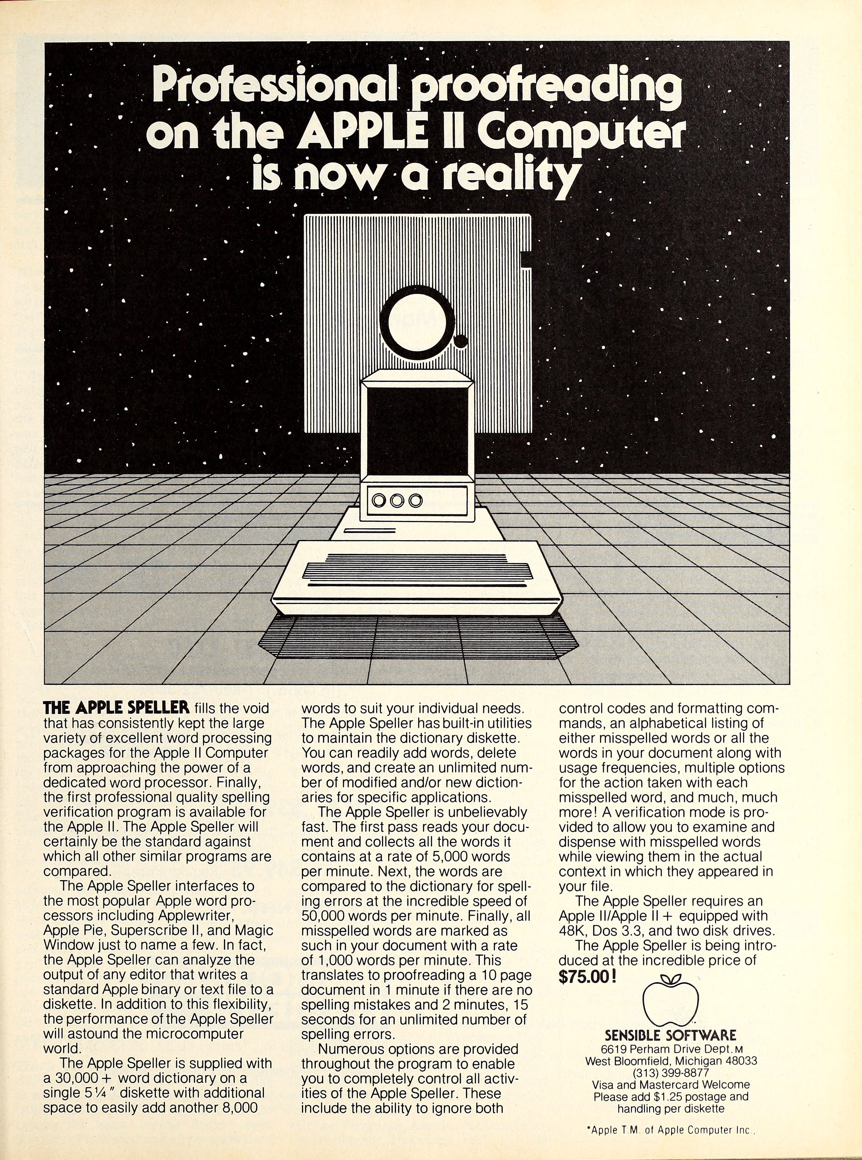 Professional proofreading
on the APPLE II Computer
is now a reality
THE APPLE SPELLER fills the void
that has consistently kept the large
variety of excellent word processing
packages for the Apple II Computer
from approaching the power of a
dedicated word processor. Finally,
the first professional quality spelling
verification program is available for
the Apple II. The Apple Speller will
certainly be the standard against
which all other similar programs are
compared.
The Apple Speller interfaces to
the most popular Apple word pro-
cessors including Applewriter,
Apple Pie, Superscribe II, and Magic
Window just to name a few. In fact,
the Apple Speller can analyze the
output of any editor that writes a
standard Apple binary or text file to a
diskette. In addition to this flexibility,
the performance of the Apple Speller
will astound the microcomputer
world.
The Apple Speller is supplied with
a 30,000+ word dictionary on a
single 5¼" diskette with additional
space to easily add another 8,000
words to suit your individual needs.
The Apple Speller has built-in utilities
to maintain the dictionary diskette.
You can readily add words, delete
words, and create an unlimited num-
ber of modified and/or new diction-
aries for specific applications.
The Apple Speller is unbelievably
fast. The first pass reads your docu-
ment and collects all the words it
contains at a rate of 5,000 words
per minute. Next, the words are
compared to the dictionary for spell-
ing errors at the incredible speed of
50,000 words per minute. Finally, all
misspelled words are marked as
such in your document with a rate
of 1,000 words per minute. This
translates to proofreading a 10 page
document in 1 minute if there are no
spelling mistakes and 2 minutes, 15
seconds for an unlimited number of
spelling errors.
Numerous options are provided
throughout the program to enable
you to completely control all activ-
ities of the Apple Speller. These
include the ability to ignore both
control codes and formatting com-
mands, an alphabetical listing of
either misspelled words or all the
words in your document along with
usage frequencies, multiple options
for the action taken with each
misspelled word, and much, much
more! A verification mode is pro-
vided to allow you to examine and
dispense with misspelled words
while viewing them in the actual
context in which they appeared in
your file.
The Apple Speller requires an
Apple II/Apple II+ equipped with
48K, Dos 3.3, and two disk drives.
The Apple Speller is being intro-
duced at the incredible price of
$75.00!
SENSIBLE SOFTWARE
6619 Perham Drive Dept. M
West Bloomfield, Michigan 48033
(313) 399-8877
Visa and Mastercard Welcome
Please add $1.25 postage and
handling per diskette
*Apple T.M. of Apple Computer Inc.,